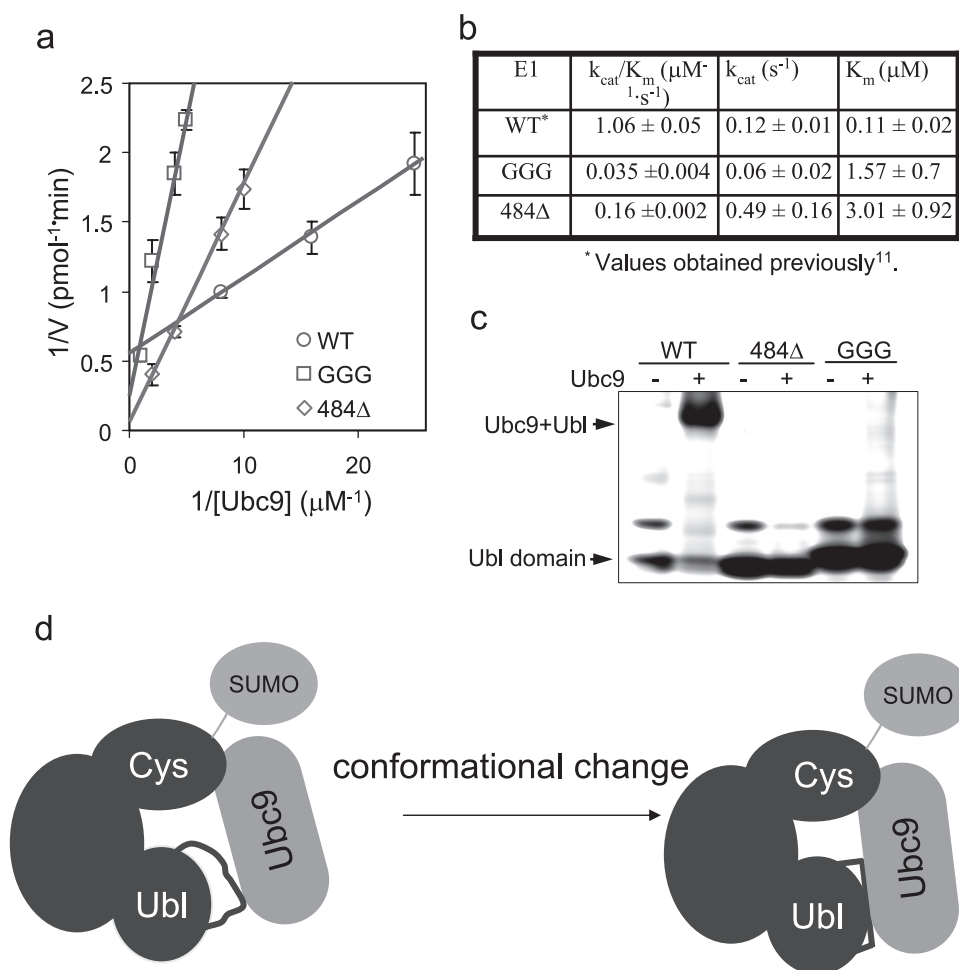 a
2.5
2
1.5
1
0.5
0
1/V (pmol⁻¹·min)
WT
GGG
484Δ
0 10 20
1/[Ubc9] (μM⁻¹)
b
E1 k_cat/K_m (μM⁻¹·s⁻¹) k_cat (s⁻¹) K_m (μM)
WT* 1.06 ± 0.05 0.12 ± 0.01 0.11 ± 0.02
GGG 0.035 ±0.004 0.06 ± 0.02 1.57 ± 0.7
484Δ 0.16 ±0.002 0.49 ± 0.16 3.01 ± 0.92
* Values obtained previously¹¹.
c
WT 484Δ GGG
Ubc9 - + - + - +
Ubc9+Ubl
Ubl domain
d
SUMO
Cys
Ubc9
Ubl
conformational change
SUMO
Cys
Ubc9
Ubl